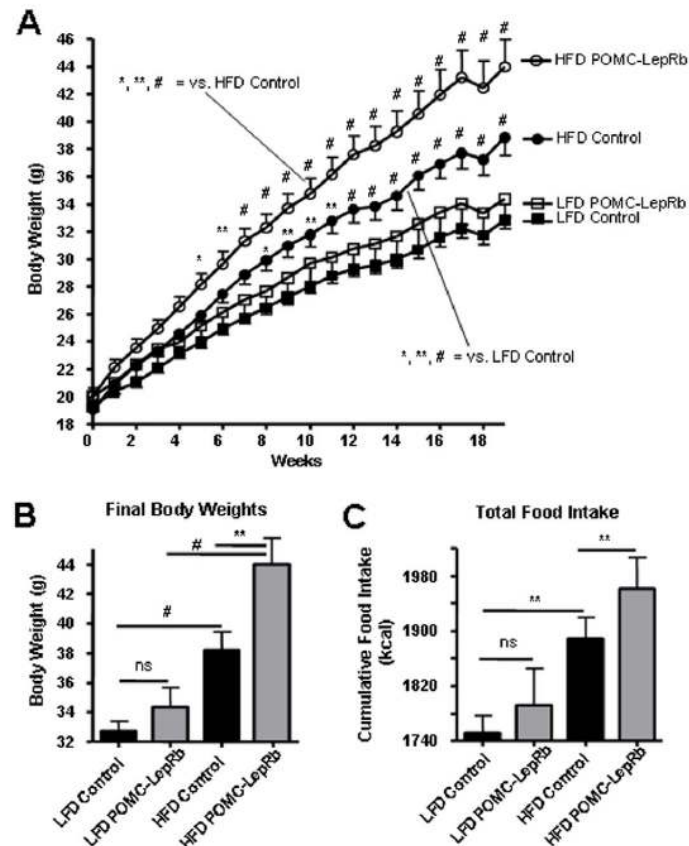 A
Body Weight (g)
46
44
42
40
38
36
34
32
30
28
26
24
22
20
18
*, **, # = vs. HFD Control
* ** # # # # # # # # # # # # #
* ** ** ** # # # # # # # #
HFD POMC-LepRb
HFD Control
LFD POMC-LepRb
LFD Control
*, **, # = vs. LFD Control
0 2 4 6 8 10 12 14 16 18
Weeks
B
Final Body Weights
Body Weight (g)
44
42
38
34
32
ns
#
#
**
LFD Control
LFD POMC-LepRb
HFD Control
HFD POMC-LepRb
C
Total Food Intake
Cumulative Food Intake
(kcal)
1980
1900
1820
1740
ns
**
**
LFD Control
LFD POMC-LepRb
HFD Control
HFD POMC-LepRb